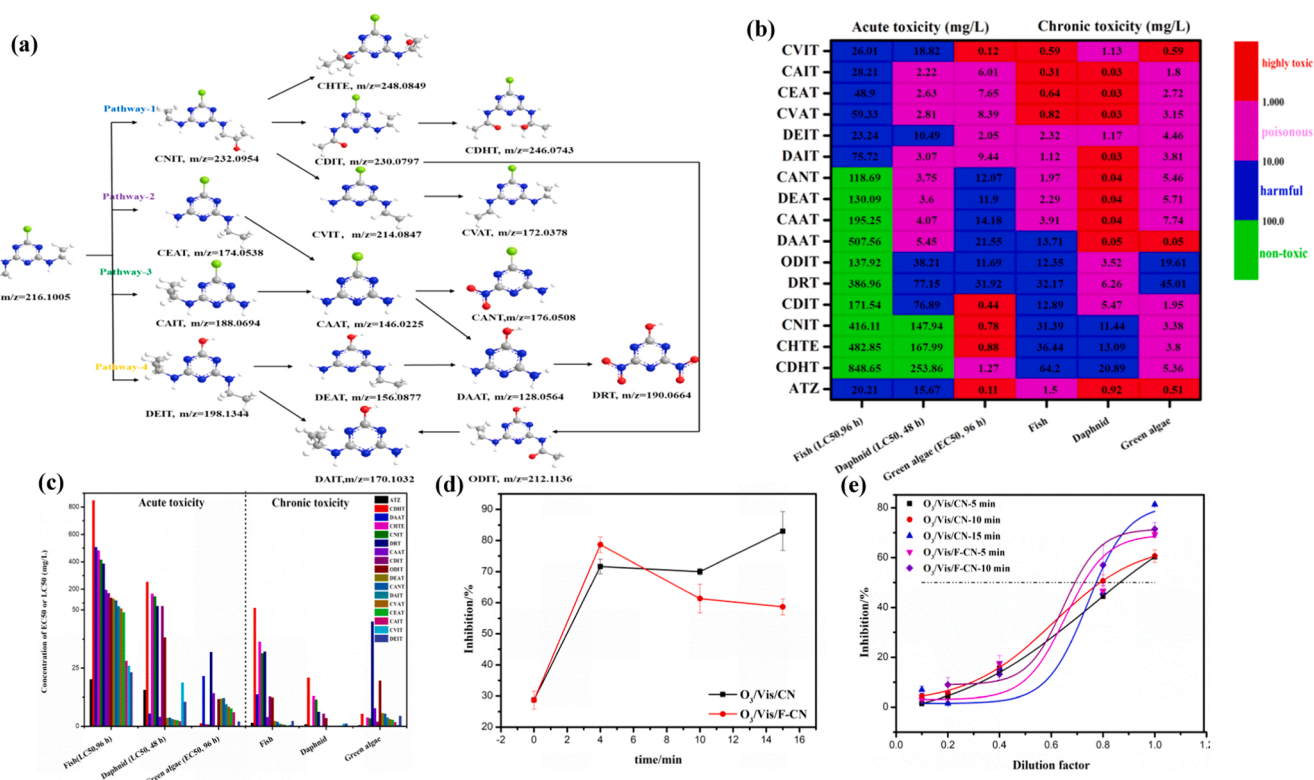 (a)
CHTE, m/z=248.0849
Pathway-1
CNIT, m/z=232.0954
CDIT, m/z=230.0797
CDHT, m/z=246.0743
Pathway-2
CVIT, m/z=214.0847
CVAT, m/z=172.0378
CEAT, m/z=174.0538
m/z=216.1005
Pathway-3
CAIT, m/z=188.0694
CAAT, m/z=146.0225
CANT,m/z=176.0508
Pathway-4
DEIT, m/z=198.1344
DEAT, m/z=156.0877
DAAT, m/z=128.0564
DRT, m/z=190.0664
DAIT,m/z=170.1032
ODIT, m/z=212.1136
(b)
Acute toxicity (mg/L) Chronic toxicity (mg/L)
CVIT 26.01 18.82 0.12 0.59 1.13 0.59
CAIT 28.21 2.22 6.01 0.31 0.03 1.8
CEAT 48.9 2.63 7.65 0.64 0.03 2.72
CVAT 59.33 2.81 8.39 0.82 0.03 3.15
DEIT 23.24 10.49 2.05 2.32 1.17 4.46
DAIT 75.72 3.07 9.44 1.12 0.03 3.81
CANT 118.69 3.75 12.07 1.97 0.04 5.46
DEAT 130.09 3.6 11.9 2.29 0.04 5.71
CAAT 195.25 4.07 14.18 3.91 0.04 7.74
DAAT 507.56 5.45 21.55 13.71 0.05 0.05
ODIT 137.92 38.21 11.69 12.35 3.52 19.61
DRT 386.96 77.15 31.92 32.17 6.26 45.01
CDIT 171.54 76.89 0.44 12.89 5.47 1.95
CNIT 416.11 147.94 0.78 31.39 11.44 3.38
CHTE 482.85 167.99 0.88 36.44 13.09 3.8
CDHT 848.65 253.86 1.27 64.2 20.89 5.36
ATZ 20.21 15.67 0.11 1.5 0.92 0.51
Fish (LC50,96 h)
Daphnid (LC50, 48 h)
Green algae (EC50, 96 h)
Fish
Daphnid
Green algae
highly toxic
1.000
poisonous
10.00
harmful
100.0
non-toxic
(c)
Acute toxicity Chronic toxicity
Concentration of EC50 or LC50 (mg/L)
800
600
400
200
50
25
0
ATZ
CDHT
DAAT
CHTE
CNIT
DRT
CAAT
CDIT
ODIT
DEAT
CANT
DAIT
CVAT
CEAT
CAIT
CVIT
DEIT
Fish(LC50,96 h)
Daphnid (LC50, 48 h)
Green algae (EC50, 96 h)
Fish
Daphnid
Green algae
(d)
Inhibition/%
90
80
70
60
50
40
30
20
O3/Vis/CN
O3/Vis/F-CN
-2 0 2 4 6 8 10 12 14 16
time/min
(e)
Inhibition/%
80
60
40
20
0
O3/Vis/CN-5 min
O3/Vis/CN-10 min
O3/Vis/CN-15 min
O3/Vis/F-CN-5 min
O3/Vis/F-CN-10 min
0.0 0.2 0.4 0.6 0.8 1.0
Dilution factor